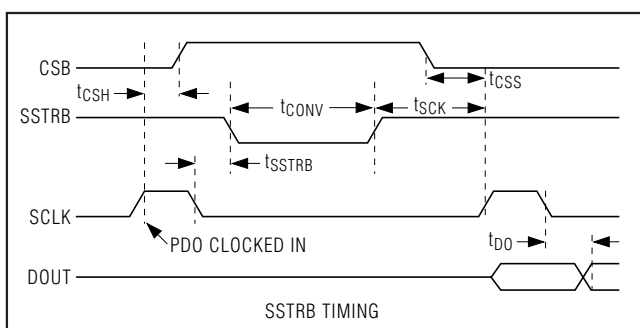 CSB
tCSS
tCSH
tCONV
tSCK
SSTRB
tSSTRB
SCLK
PDO CLOCKED IN
tDO
DOUT
SSTRB TIMING